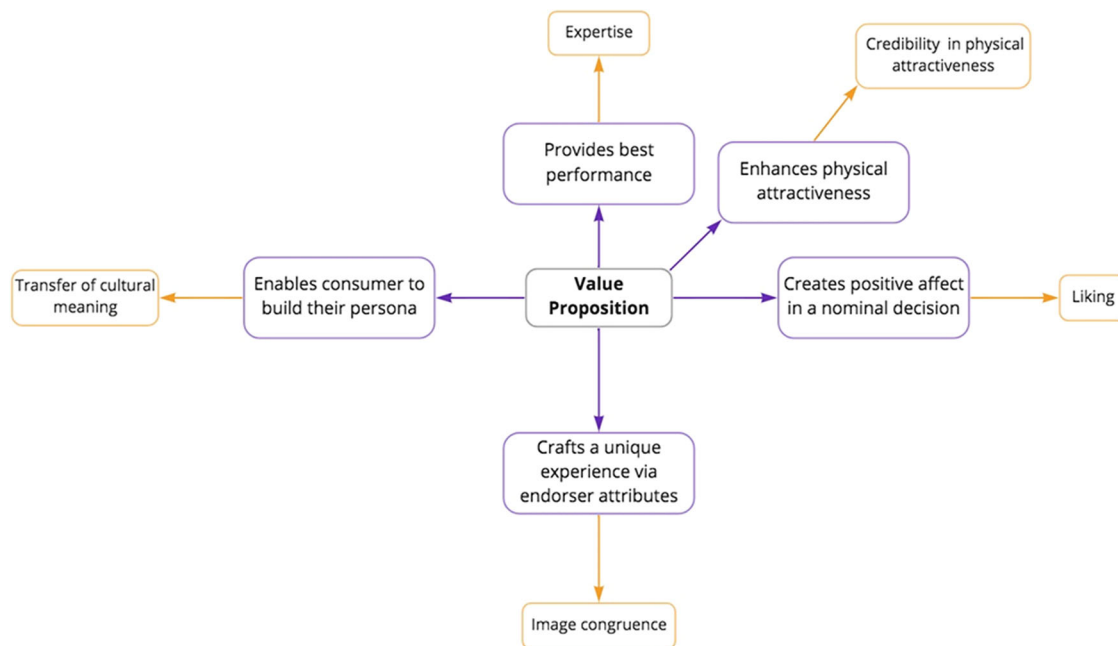 Expertise
Credibility in physical
attractiveness
Provides best
performance
Enhances physical
attractiveness
Transfer of cultural
meaning
Enables consumer to
build their persona
Value
Proposition
Creates positive affect
in a nominal decision
Liking
Crafts a unique
experience via
endorser attributes
Image congruence